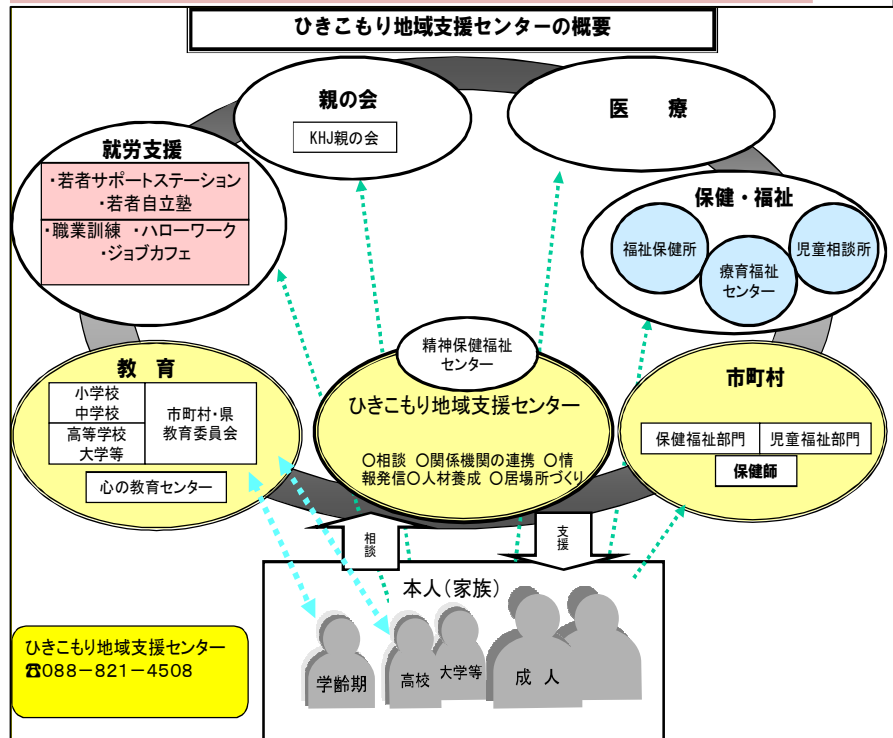 ひきこもり地域支援センターの概要
親の会
KHJ親の会
医　療
就労支援
・若者サポートステーション
・若者自立塾
・職業訓練 ・ハローワーク
・ジョブカフェ
保健・福祉
福祉保健所
療育福祉
センター
児童相談所
教 育
小学校
中学校
高等学校
大学等
市町村・県
教育委員会
心の教育センター
精神保健福祉
センター
ひきこもり地域支援センター
○相談 ○関係機関の連携 ○情
報発信○人材養成 ○居場所づくり
市町村
保健福祉部門
児童福祉部門
保健師
相談
支援
本人(家族)
学齢期
高校
大学等
成 人
ひきこもり地域支援センター
☎088－821－4508